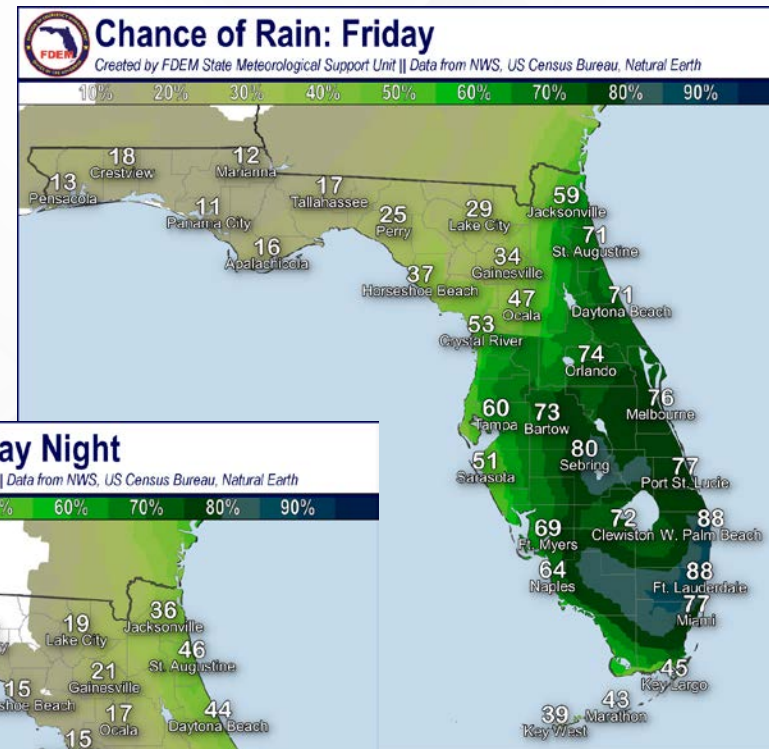 FDEM
Chance of Rain: Friday
Created by FDEM State Meteorological Support Unit || Data from NWS, US Census Bureau, Natural Earth
10% 20% 30% 40% 50% 60% 70% 80% 90%
18
Crestview
12
Marianna
13
Pensacola
17
Tallahassee
11
Panama City
25
Perry
29
Lake City
59
Jacksonville
16
Apalachicola
71
St. Augustine
34
Gainesville
37
Horseshoe Beach
47
Ocala
71
Daytona Beach
53
Crystal River
74
Orlando
76
Melbourne
60
Tampa
73
Bartow
80
Sebring
51
Sarasota
77
Port St. Lucie
69
Ft. Myers
72
Clewiston
88
W. Palm Beach
64
Naples
88
Ft. Lauderdale
77
Miami
45
Key Largo
43
Marathon
39
Key West
ay Night
|| Data from NWS, US Census Bureau, Natural Earth
% 60% 70% 80% 90%
19
Lake City
36
Jacksonville
46
St. Augustine
21
Gainesville
15
shoe Beach
17
Ocala
44
Daytona Beach
15